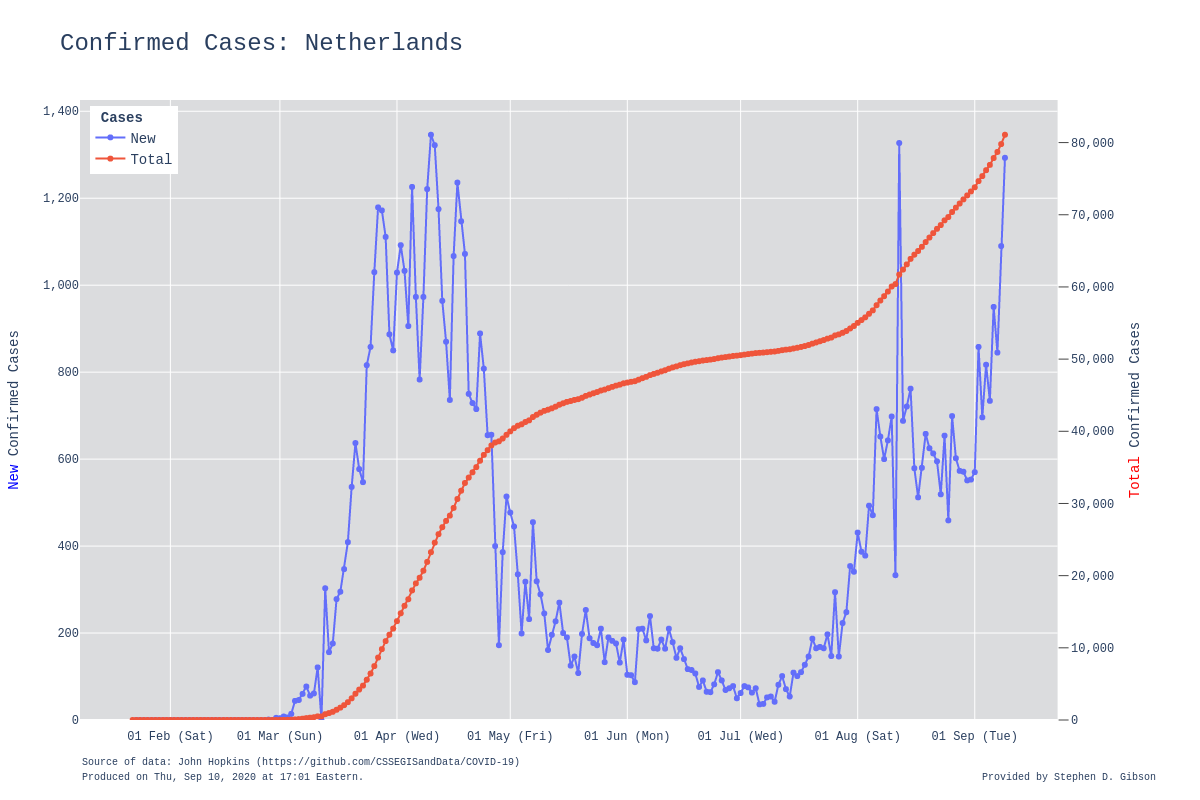 Confirmed Cases: Netherlands
Cases
New
Total
1,400
1,200
1,000
800
600
400
200
0
New Confirmed Cases
80,000
70,000
60,000
50,000
40,000
30,000
20,000
10,000
0
Total Confirmed Cases
01 Feb (Sat) 01 Mar (Sun) 01 Apr (Wed) 01 May (Fri) 01 Jun (Mon) 01 Jul (Wed) 01 Aug (Sat) 01 Sep (Tue)
Source of data: John Hopkins (https://github.com/CSSEGISandData/COVID-19)
Produced on Thu, Sep 10, 2020 at 17:01 Eastern.
Provided by Stephen D. Gibson